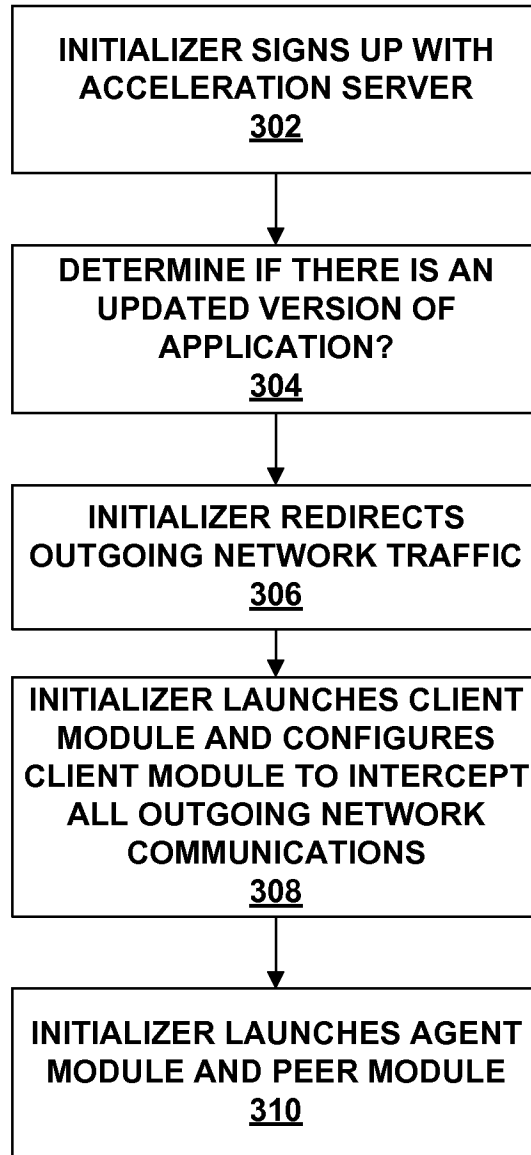 INITIALIZER SIGNS UP WITH
ACCELERATION SERVER
302
DETERMINE IF THERE IS AN
UPDATED VERSION OF
APPLICATION?
304
INITIALIZER REDIRECTS
OUTGOING NETWORK TRAFFIC
306
INITIALIZER LAUNCHES CLIENT
MODULE AND CONFIGURES
CLIENT MODULE TO INTERCEPT
ALL OUTGOING NETWORK
COMMUNICATIONS
308
INITIALIZER LAUNCHES AGENT
MODULE AND PEER MODULE
310